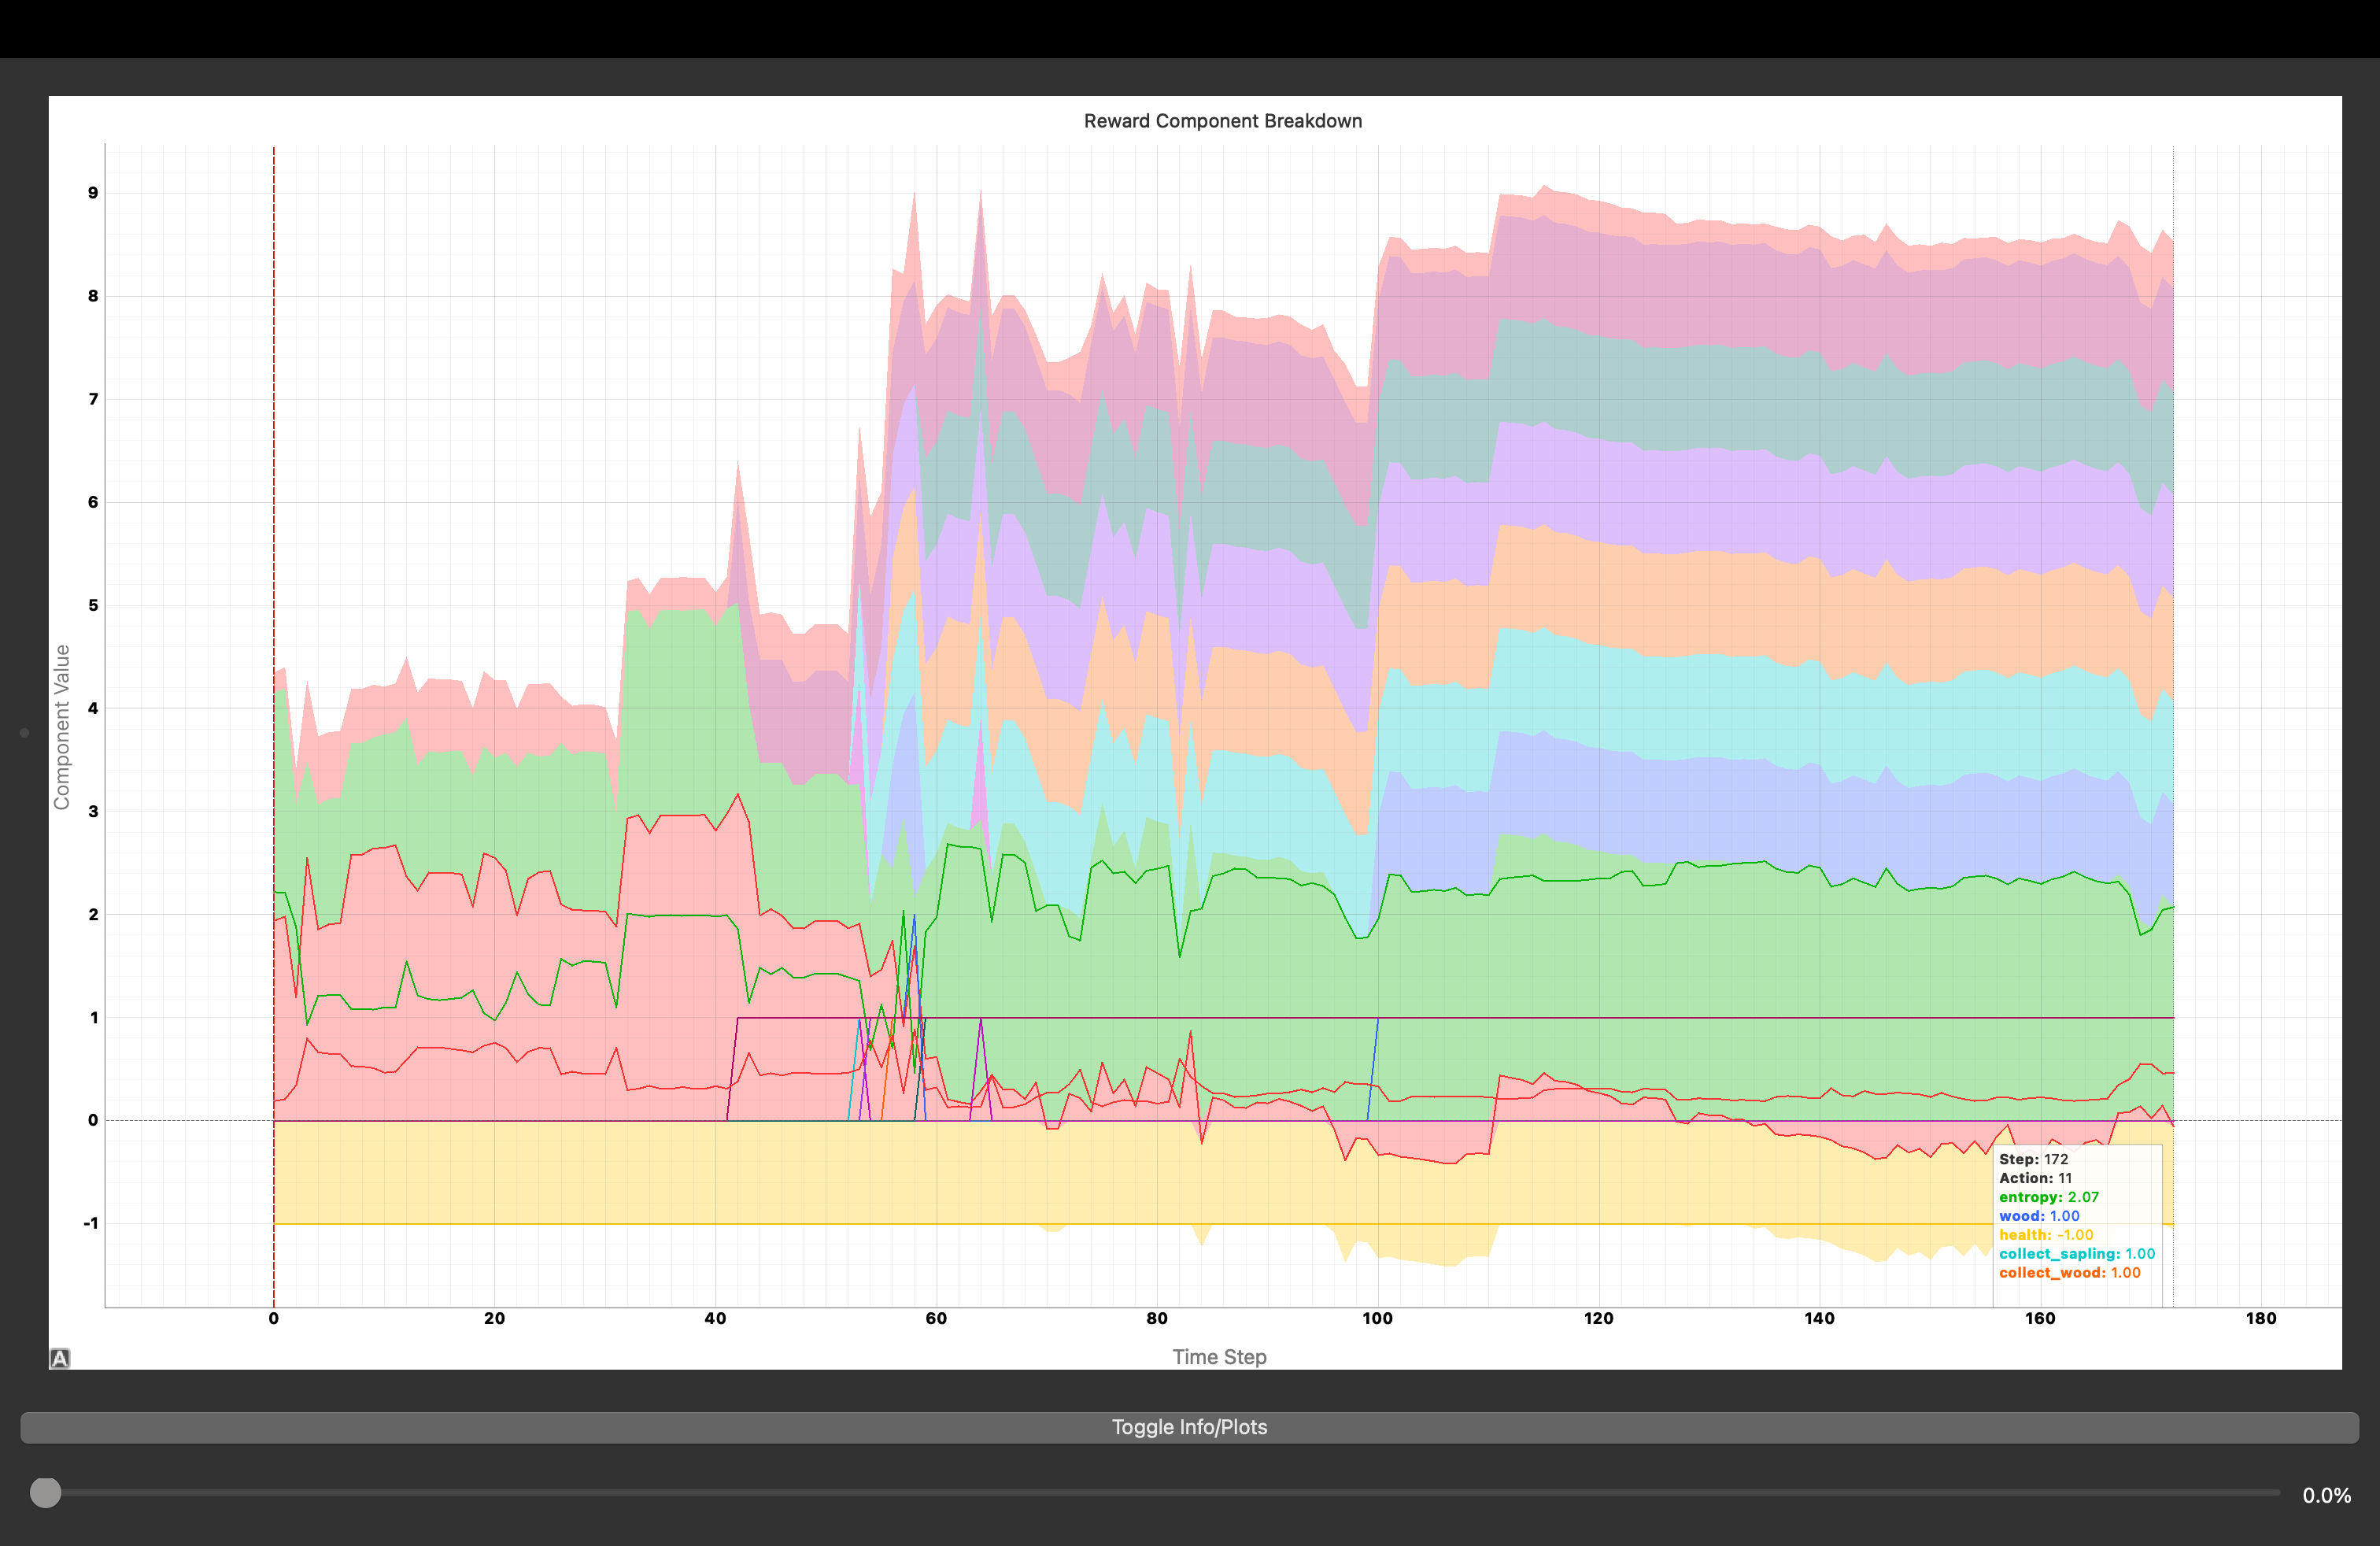 Reward Component Breakdown
9
8
7
6
5
4
3
2
1
0
-1
Component Value
Step: 172
Action: 11
entropy: 2.07
wood: 1.00
health: -1.00
collect_sapling: 1.00
collect_wood: 1.00
0 20 40 60 80 100 120 140 160 180
Time Step
A
Toggle Info/Plots
0.0%